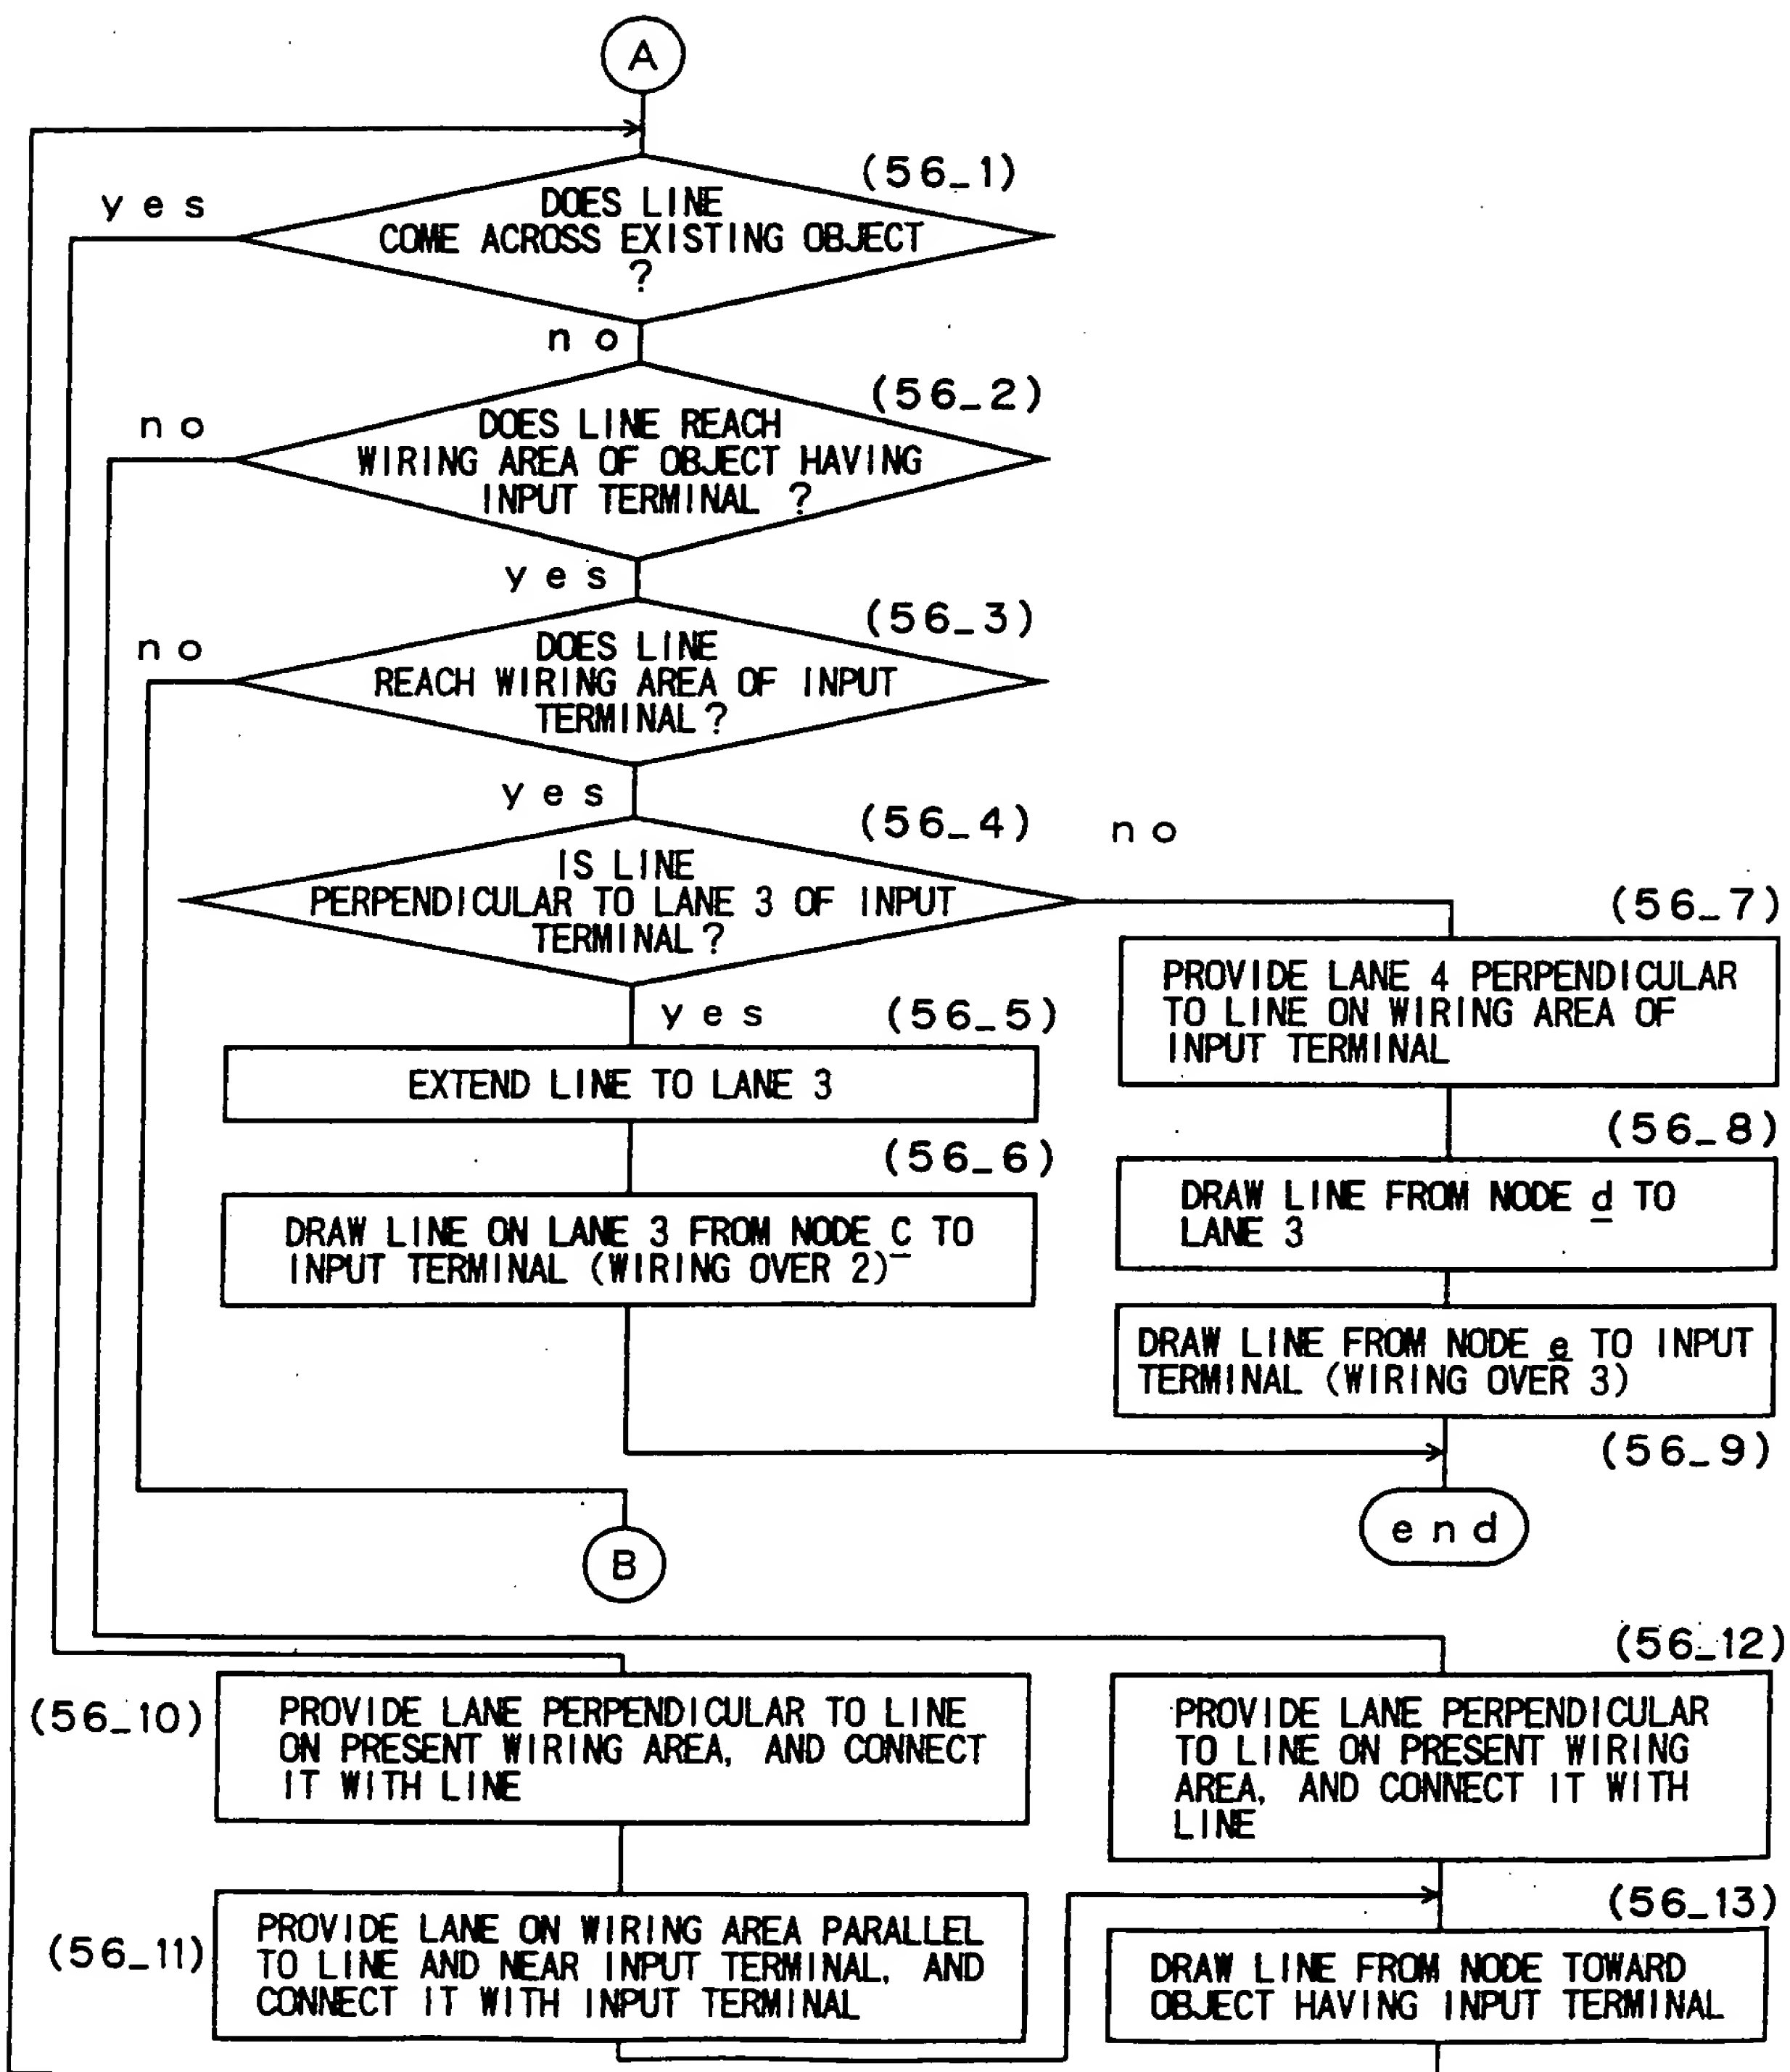 A
(56_1)
yes
DOES LINE
COME ACROSS EXISTING OBJECT
?
no
(56_2)
no
DOES LINE REACH
WIRING AREA OF OBJECT HAVING
INPUT TERMINAL ?
yes
(56_3)
no
DOES LINE
REACH WIRING AREA OF INPUT
TERMINAL?
yes
(56_4)
no
IS LINE
PERPENDICULAR TO LANE 3 OF INPUT
TERMINAL?
yes
(56_5)
EXTEND LINE TO LANE 3
(56_6)
DRAW LINE ON LANE 3 FROM NODE C TO
INPUT TERMINAL (WIRING OVER 2)
(56_7)
PROVIDE LANE 4 PERPENDICULAR
TO LINE ON WIRING AREA OF
INPUT TERMINAL
(56_8)
DRAW LINE FROM NODE d TO
LANE 3
DRAW LINE FROM NODE e TO INPUT
TERMINAL (WIRING OVER 3)
(56_9)
end
B
(56_10)
PROVIDE LANE PERPENDICULAR TO LINE
ON PRESENT WIRING AREA, AND CONNECT
IT WITH LINE
(56_11)
PROVIDE LANE ON WIRING AREA PARALLEL
TO LINE AND NEAR INPUT TERMINAL, AND
CONNECT IT WITH INPUT TERMINAL
(56_12)
PROVIDE LANE PERPENDICULAR
TO LINE ON PRESENT WIRING
AREA, AND CONNECT IT WITH
LINE
(56_13)
DRAW LINE FROM NODE TOWARD
OBJECT HAVING INPUT TERMINAL